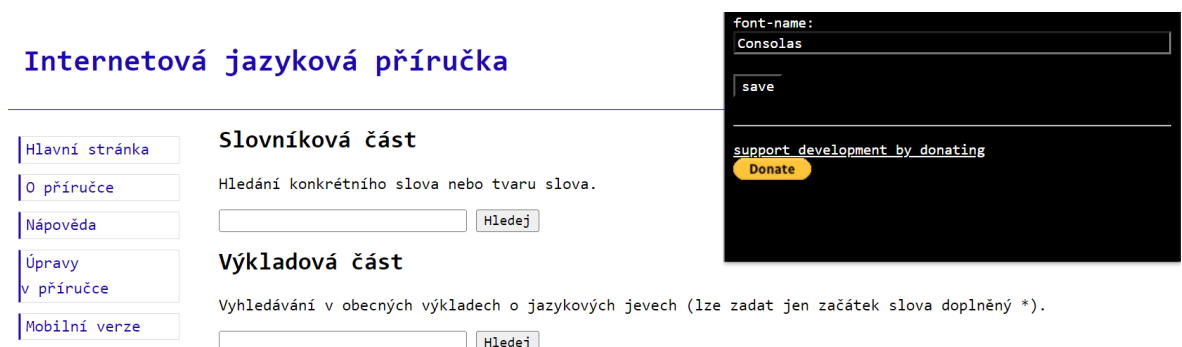 Internetová jazyková příručka
Hlavní stránka
O příručce
Nápověda
Úpravy
v příručce
Mobilní verze
Slovníková část
Hledání konkrétního slova nebo tvaru slova.
Hledej
Výkladová část
Vyhledávání v obecných výkladech o jazykových jevech (lze zadat jen začátek slova doplněný *).
Hledej
font-name:
Consolas
save
support development by donating
Donate